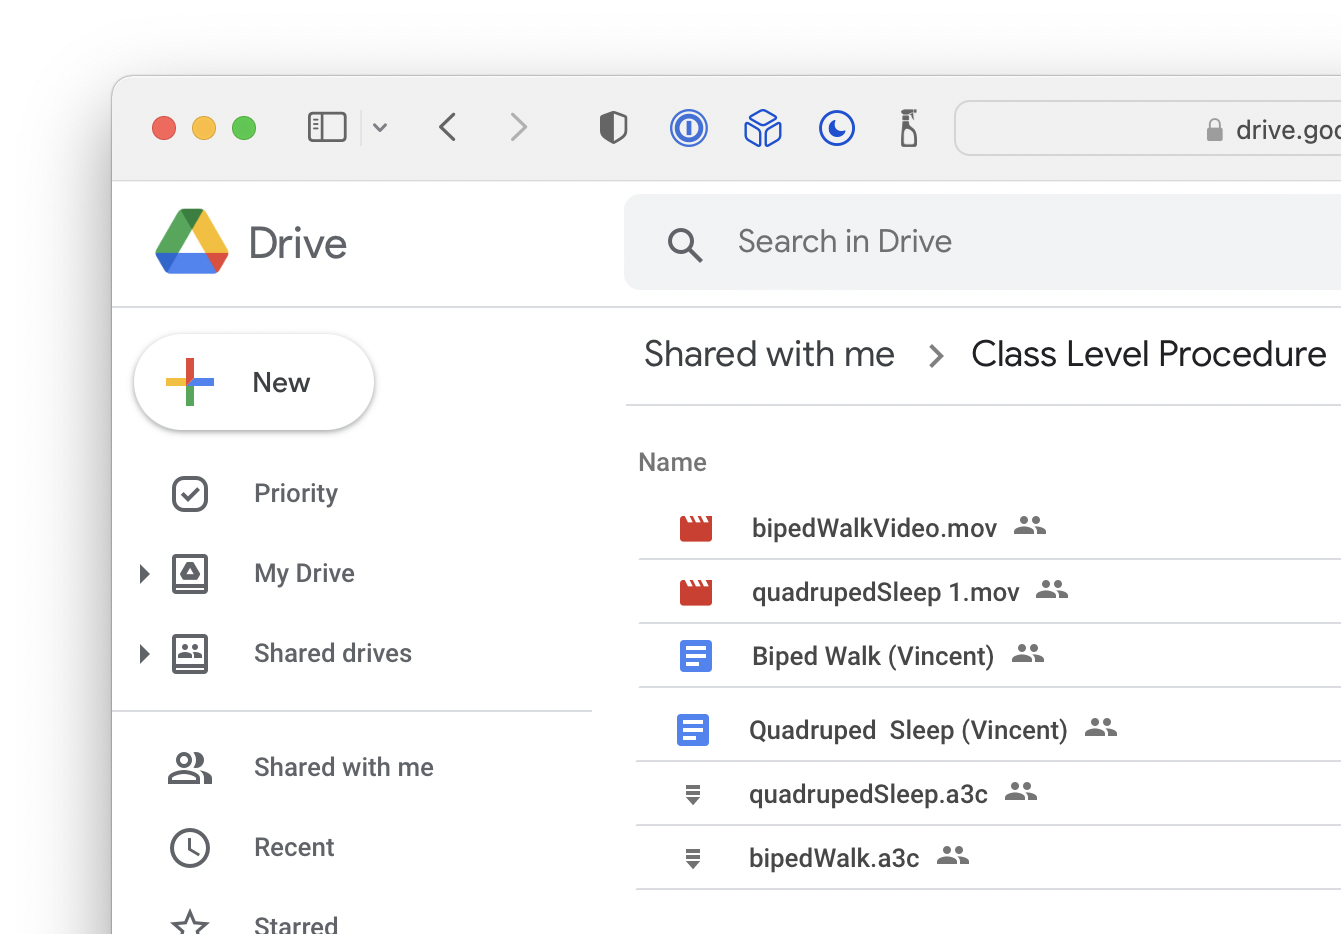 drive.goo
Drive
Search in Drive
Shared with me > Class Level Procedure
New
Name
Priority
bipedWalkVideo.mov
My Drive
quadrupedSleep 1.mov
Shared drives
Biped Walk (Vincent)
Quadruped  Sleep (Vincent)
Shared with me
quadrupedSleep.a3c
Recent
bipedWalk.a3c
Starred